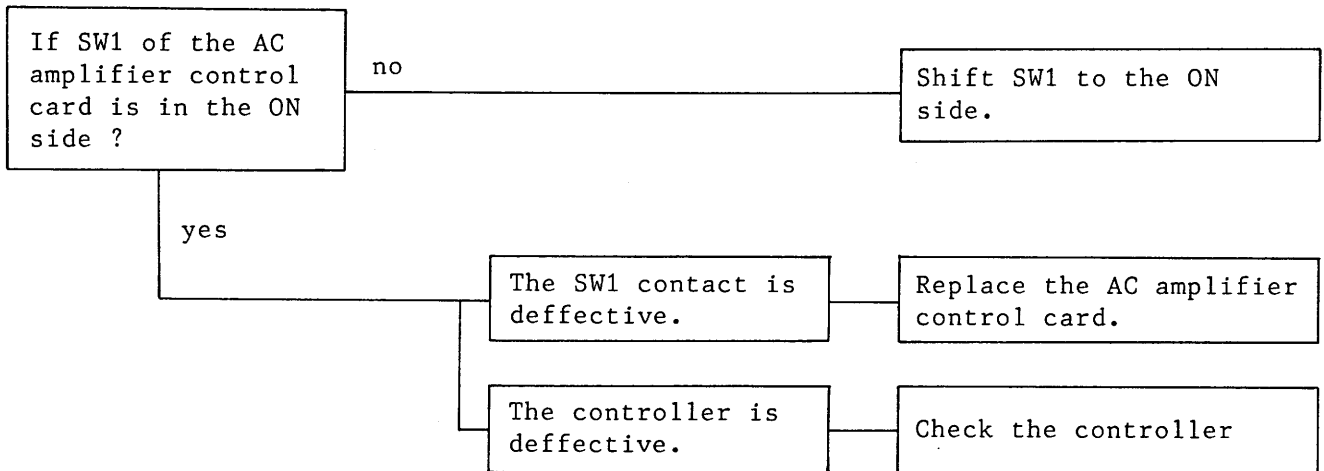 If SW1 of the AC
amplifier control
card is in the ON
side ?
no
Shift SW1 to the ON
side.
yes
The SW1 contact is
deffective.
Replace the AC amplifier
control card.
The controller is
deffective.
Check the controller